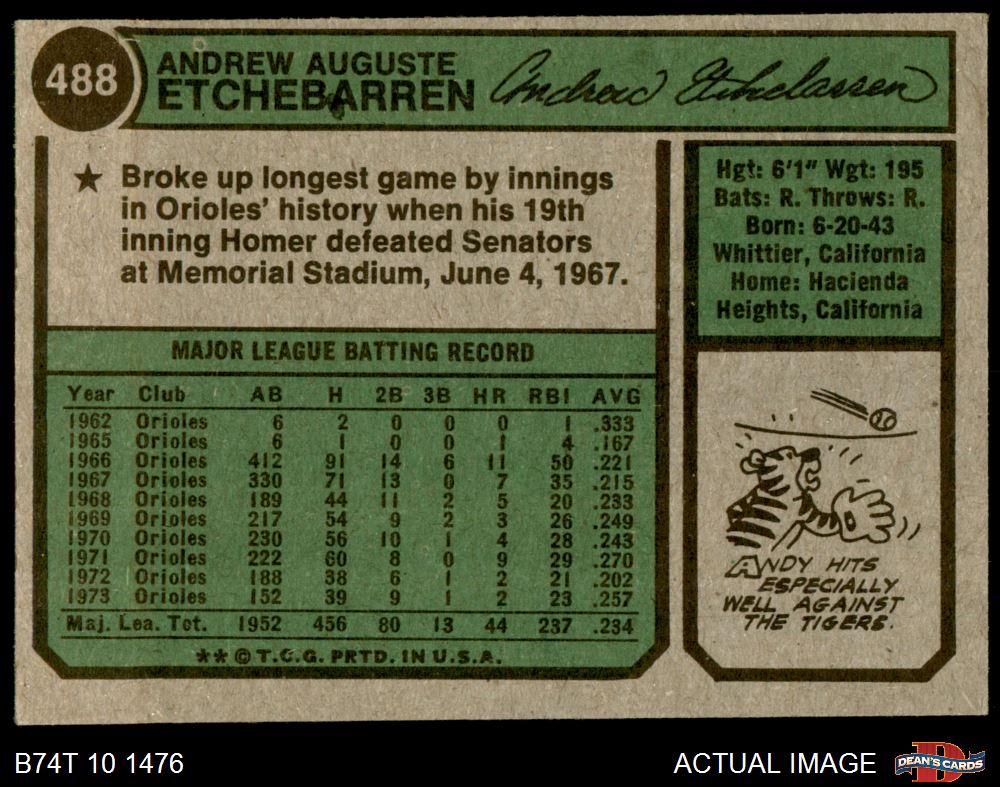 488
ANDREW AUGUSTE
ETCHEBARREN
Andrew Etchebarren
★ Broke up longest game by innings
in Orioles' history when his 19th
inning Homer defeated Senators
at Memorial Stadium, June 4, 1967.
Hgt: 6'1" Wgt: 195
Bats: R. Throws: R.
Born: 6-20-43
Whittier, California
Home: Hacienda
Heights, California
MAJOR LEAGUE BATTING RECORD
Year Club AB H 2B 3B HR RBI AVG
1962 Orioles 6 2 0 0 0 1 .333
1965 Orioles 6 1 0 0 1 4 .167
1966 Orioles 412 91 14 6 11 50 .221
1967 Orioles 330 71 13 0 7 35 .215
1968 Orioles 189 44 11 2 5 20 .233
1969 Orioles 217 54 9 2 3 26 .249
1970 Orioles 230 56 10 1 4 28 .243
1971 Orioles 222 60 8 0 9 29 .270
1972 Orioles 188 38 6 1 2 21 .202
1973 Orioles 152 39 9 1 2 23 .257
Maj. Lea. Tot. 1952 456 80 13 44 237 .234
** © T.C.G. PRTD. IN U.S.A.
ANDY HITS
ESPECIALLY
WELL AGAINST
THE TIGERS.
B74T 10 1476
ACTUAL IMAGE
D
DEAN'S CARDS